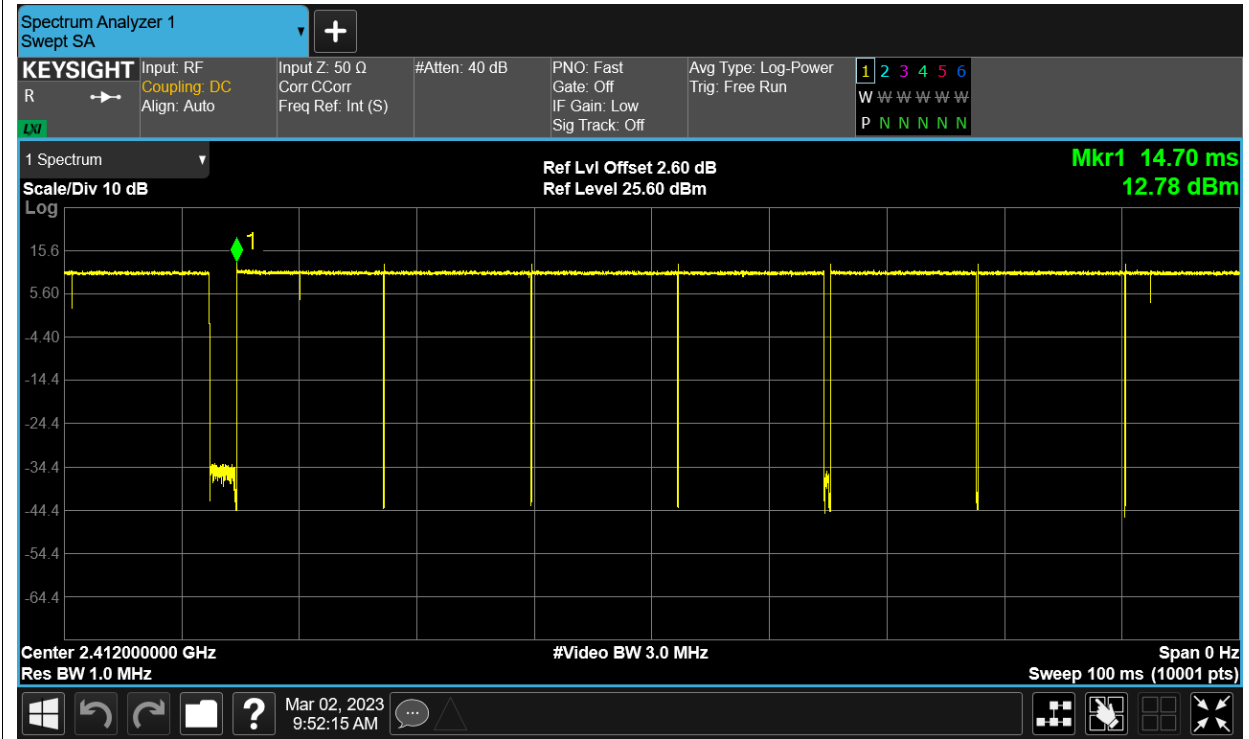 Spectrum Analyzer 1
Swept SA
+
KEYSIGHT
R
LXI
Input: RF
Coupling: DC
Align: Auto
Input Z: 50 Ω
Corr CCorr
Freq Ref: Int (S)
#Atten: 40 dB
PNO: Fast
Gate: Off
IF Gain: Low
Sig Track: Off
Avg Type: Log-Power
Trig: Free Run
1 2 3 4 5 6
W W W W W W
P N N N N N
1 Spectrum
Scale/Div 10 dB
Ref Lvl Offset 2.60 dB
Ref Level 25.60 dBm
Mkr1 14.70 ms
12.78 dBm
Log
1
15.6
5.60
-4.40
-14.4
-24.4
-34.4
-44.4
-54.4
-64.4
Center 2.412000000 GHz
Res BW 1.0 MHz
#Video BW 3.0 MHz
Span 0 Hz
Sweep 100 ms (10001 pts)
?
Mar 02, 2023
9:52:15 AM